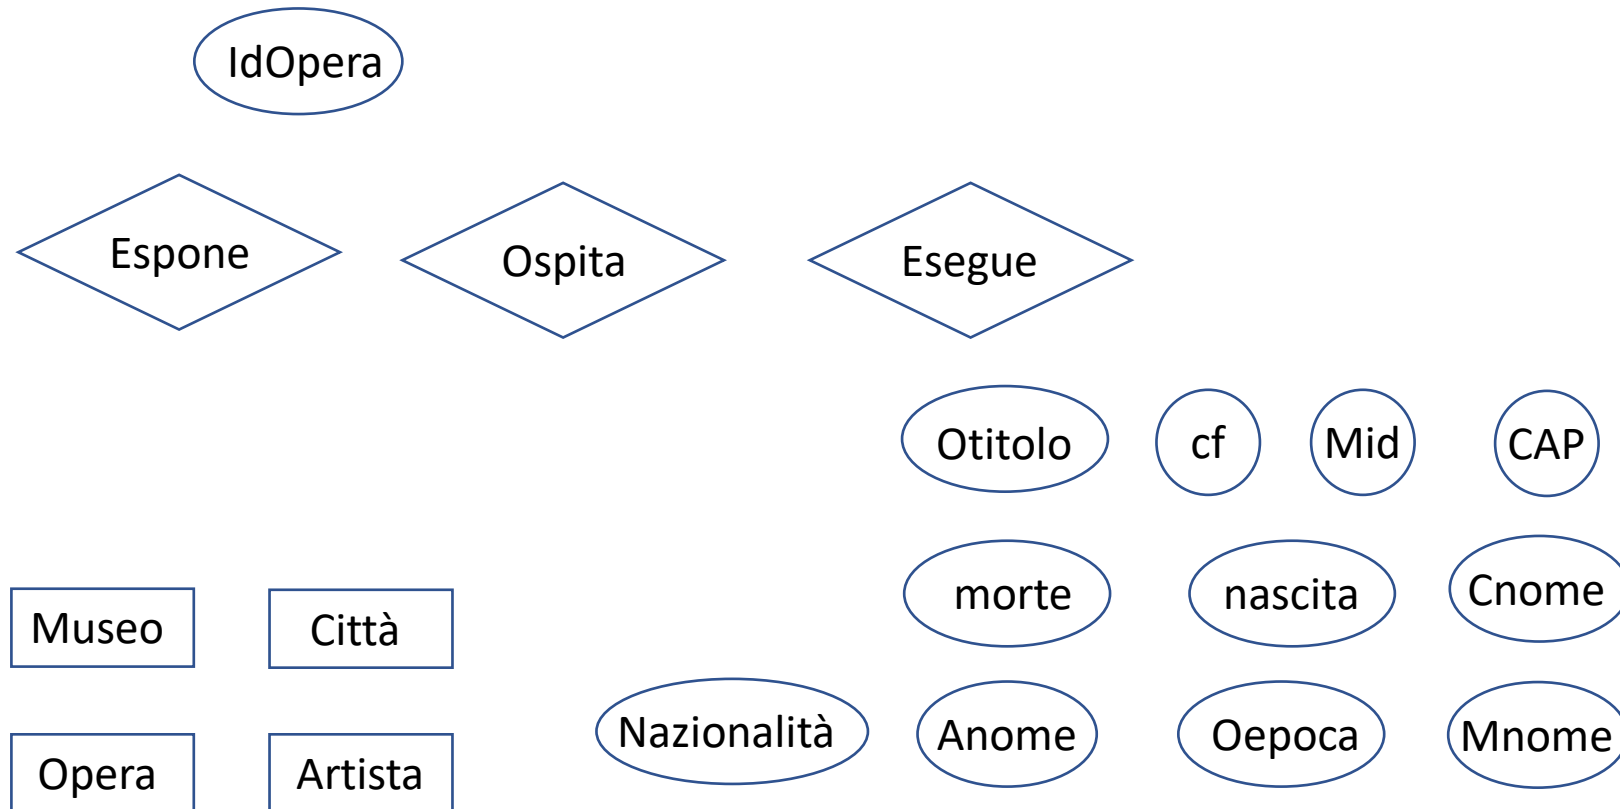 IdOpera
Espone
Ospita
Esegue
Otitolo
cf
Mid
CAP
morte
nascita
Cnome
Museo
Città
Nazionalità
Anome
Oepoca
Mnome
Opera
Artista